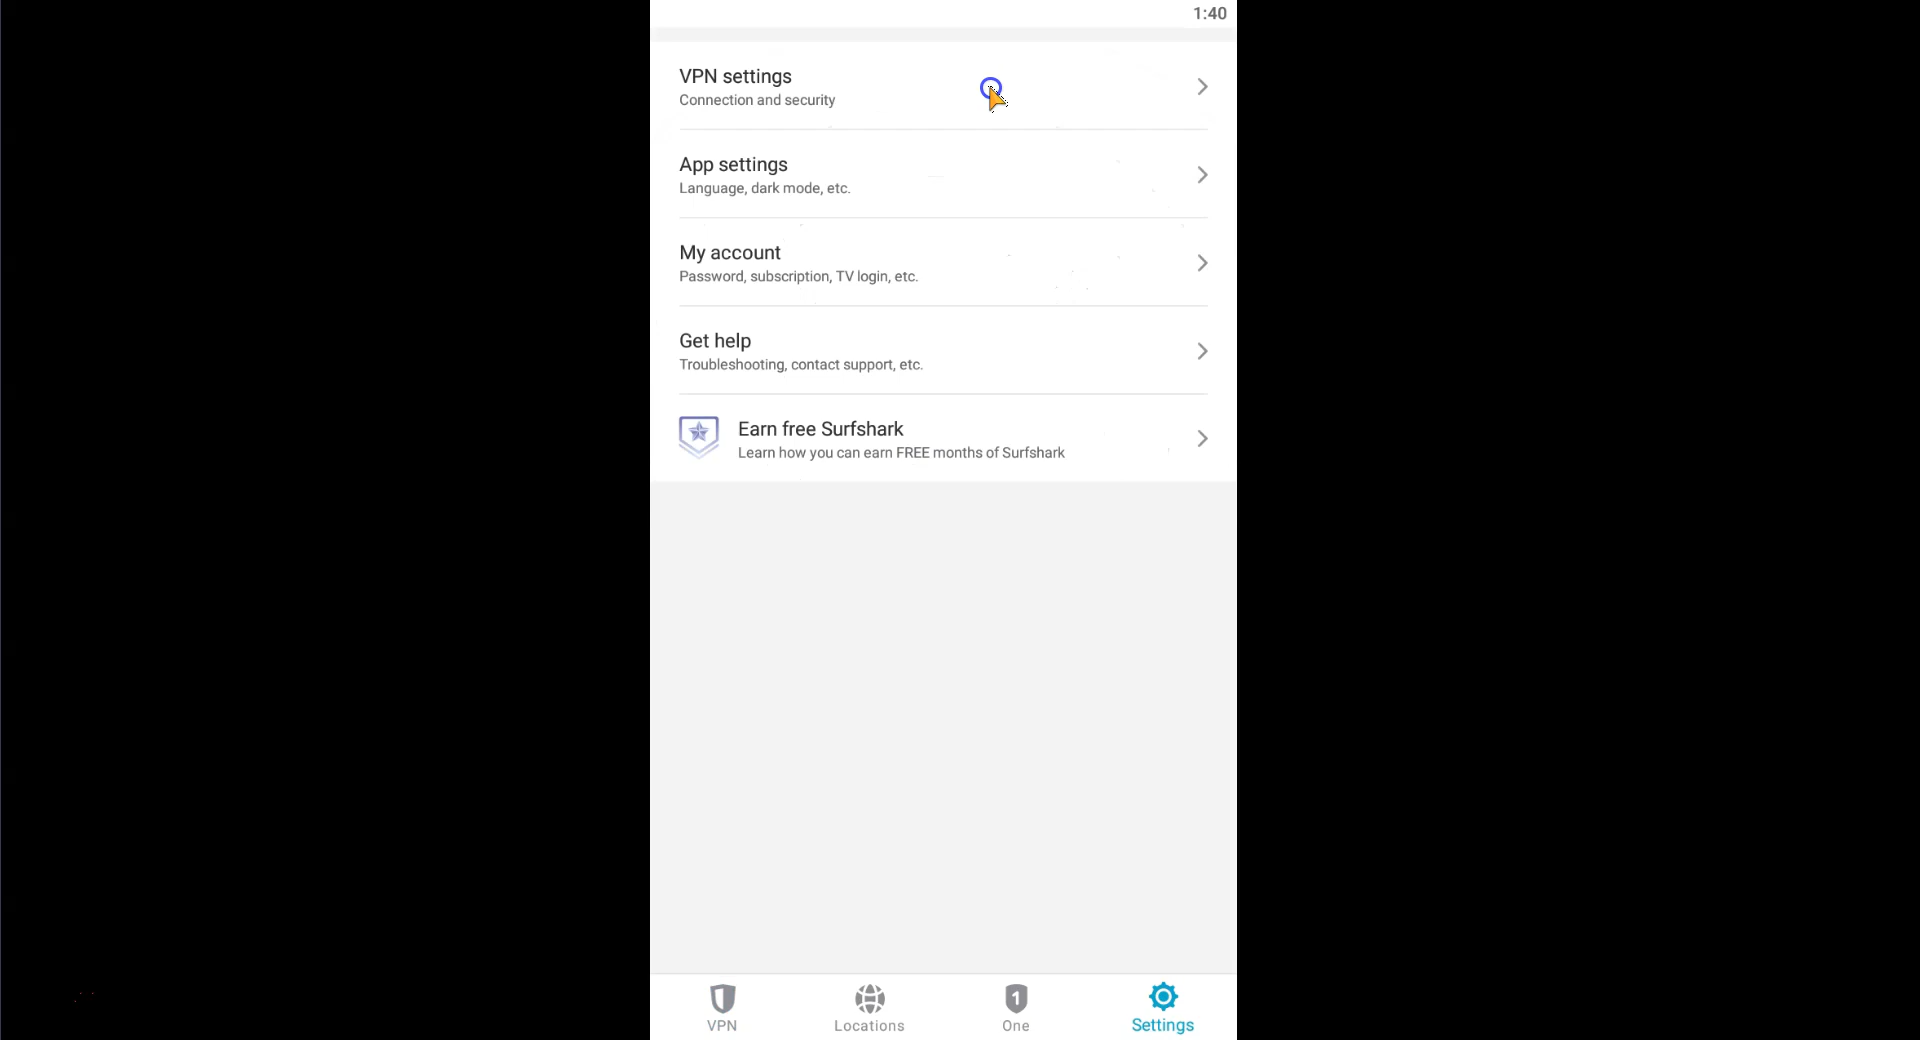 1:40
VPN settings
Connection and security
App settings
Language, dark mode, etc.
My account
Password, subscription, TV login, etc.
Get help
Troubleshooting, contact support, etc.
Earn free Surfshark
Learn how you can earn FREE months of Surfshark
1
VPN
Locations
One
Settings